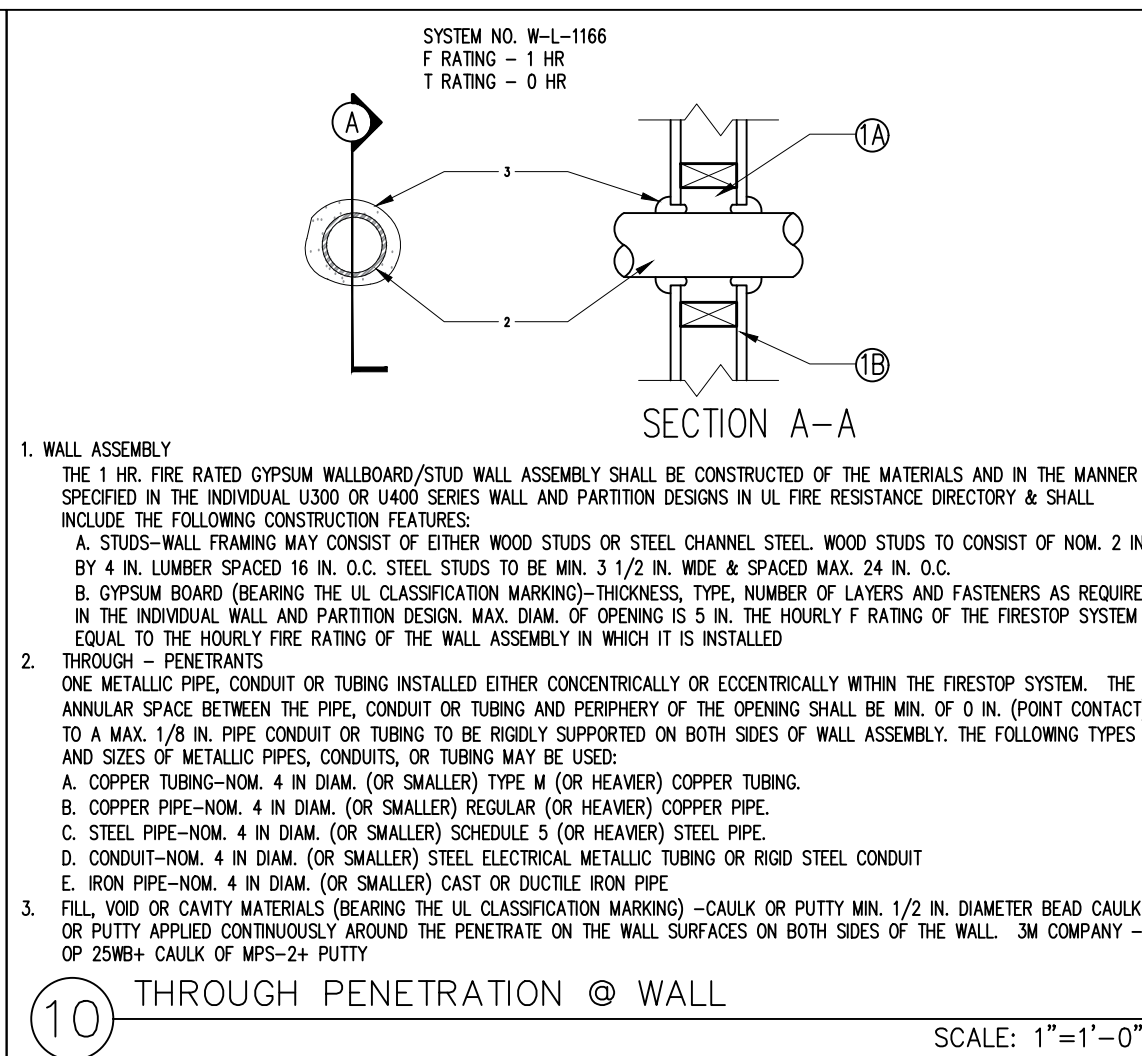 SYSTEM NO. W-L-1166
F RATING - 1 HR
T RATING - 0 HR
A
3
1A
2
1B
SECTION A-A
1. WALL ASSEMBLY
THE 1 HR. FIRE RATED GYPSUM WALLBOARD/STUD WALL ASSEMBLY SHALL BE CONSTRUCTED OF THE MATERIALS AND IN THE MANNER
SPECIFIED IN THE INDIVIDUAL U300 OR U400 SERIES WALL AND PARTITION DESIGNS IN UL FIRE RESISTANCE DIRECTORY & SHALL
INCLUDE THE FOLLOWING CONSTRUCTION FEATURES:
A. STUDS-WALL FRAMING MAY CONSIST OF EITHER WOOD STUDS OR STEEL CHANNEL STEEL. WOOD STUDS TO CONSIST OF NOM. 2 IN
BY 4 IN. LUMBER SPACED 16 IN. O.C. STEEL STUDS TO BE MIN. 3 1/2 IN. WIDE & SPACED MAX. 24 IN. O.C.
B. GYPSUM BOARD (BEARING THE UL CLASSIFICATION MARKING)-THICKNESS, TYPE, NUMBER OF LAYERS AND FASTENERS AS REQUIRE
IN THE INDIVIDUAL WALL AND PARTITION DESIGN. MAX. DIAM. OF OPENING IS 5 IN. THE HOURLY F RATING OF THE FIRESTOP SYSTEM
EQUAL TO THE HOURLY FIRE RATING OF THE WALL ASSEMBLY IN WHICH IT IS INSTALLED
2. THROUGH - PENETRANTS
ONE METALLIC PIPE, CONDUIT OR TUBING INSTALLED EITHER CONCENTRICALLY OR ECCENTRICALLY WITHIN THE FIRESTOP SYSTEM. THE
ANNULAR SPACE BETWEEN THE PIPE, CONDUIT OR TUBING AND PERIPHERY OF THE OPENING SHALL BE MIN. OF 0 IN. (POINT CONTACT
TO A MAX. 1/8 IN. PIPE CONDUIT OR TUBING TO BE RIGIDLY SUPPORTED ON BOTH SIDES OF WALL ASSEMBLY. THE FOLLOWING TYPES
AND SIZES OF METALLIC PIPES, CONDUITS, OR TUBING MAY BE USED:
A. COPPER TUBING-NOM. 4 IN DIAM. (OR SMALLER) TYPE M (OR HEAVIER) COPPER TUBING.
B. COPPER PIPE-NOM. 4 IN DIAM. (OR SMALLER) REGULAR (OR HEAVIER) COPPER PIPE.
C. STEEL PIPE-NOM. 4 IN DIAM. (OR SMALLER) SCHEDULE 5 (OR HEAVIER) STEEL PIPE.
D. CONDUIT-NOM. 4 IN DIAM. (OR SMALLER) STEEL ELECTRICAL METALLIC TUBING OR RIGID STEEL CONDUIT
E. IRON PIPE-NOM. 4 IN DIAM. (OR SMALLER) CAST OR DUCTILE IRON PIPE
3. FILL, VOID OR CAVITY MATERIALS (BEARING THE UL CLASSIFICATION MARKING) -CAULK OR PUTTY MIN. 1/2 IN. DIAMETER BEAD CAULK
OR PUTTY APPLIED CONTINUOUSLY AROUND THE PENETRATE ON THE WALL SURFACES ON BOTH SIDES OF THE WALL. 3M COMPANY -
OP 25WB+ CAULK OF MPS-2+ PUTTY
10 THROUGH PENETRATION @ WALL
SCALE: 1"=1'-0"